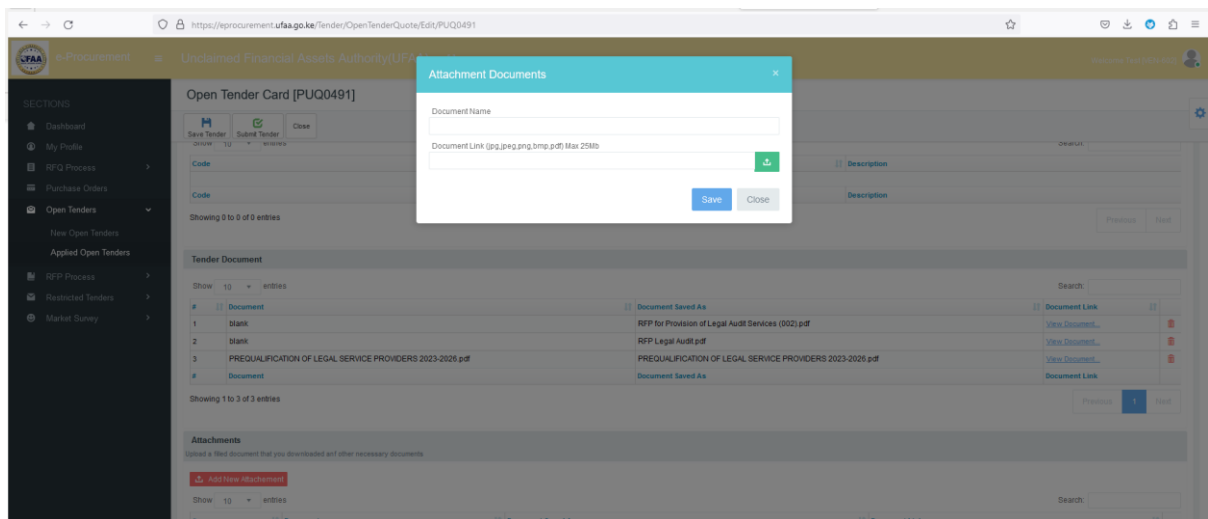 https://eprocurement.ufaa.go.ke/Tender/OpenTenderQuote/Edit/PUQ0491
UFAA
e-Procurement
Unclaimed Financial Assets Authority(UFA
Attachment Documents
×
Document Name
Document Link (jpg,jpeg,png,bmp,pdf) Max 25Mb
Save
Close
SECTIONS
Dashboard
My Profile
RFQ Process
Purchase Orders
Open Tenders
New Open Tenders
Applied Open Tenders
RFP Process
Restricted Tenders
Market Survey
Open Tender Card [PUQ0491]
Save Tender
Submit Tender
Close
Show 10 entries
Search:
Code
Description
Code
Description
Showing 0 to 0 of 0 entries
Previous
Next
Tender Document
Show 10 entries
Search:
# Document Document Saved As Document Link
1 blank RFP for Provision of Legal Audit Services (002).pdf View Document...
2 blank RFP Legal Audit.pdf View Document...
3 PREQUALIFICATION OF LEGAL SERVICE PROVIDERS 2023-2026.pdf PREQUALIFICATION OF LEGAL SERVICE PROVIDERS 2023-2026.pdf View Document...
# Document Document Saved As Document Link
Showing 1 to 3 of 3 entries
Previous 1 Next
Attachments
Upload a filled document that you downloaded anf other necessary documents
Add New Attachement
Show 10 entries
Search: